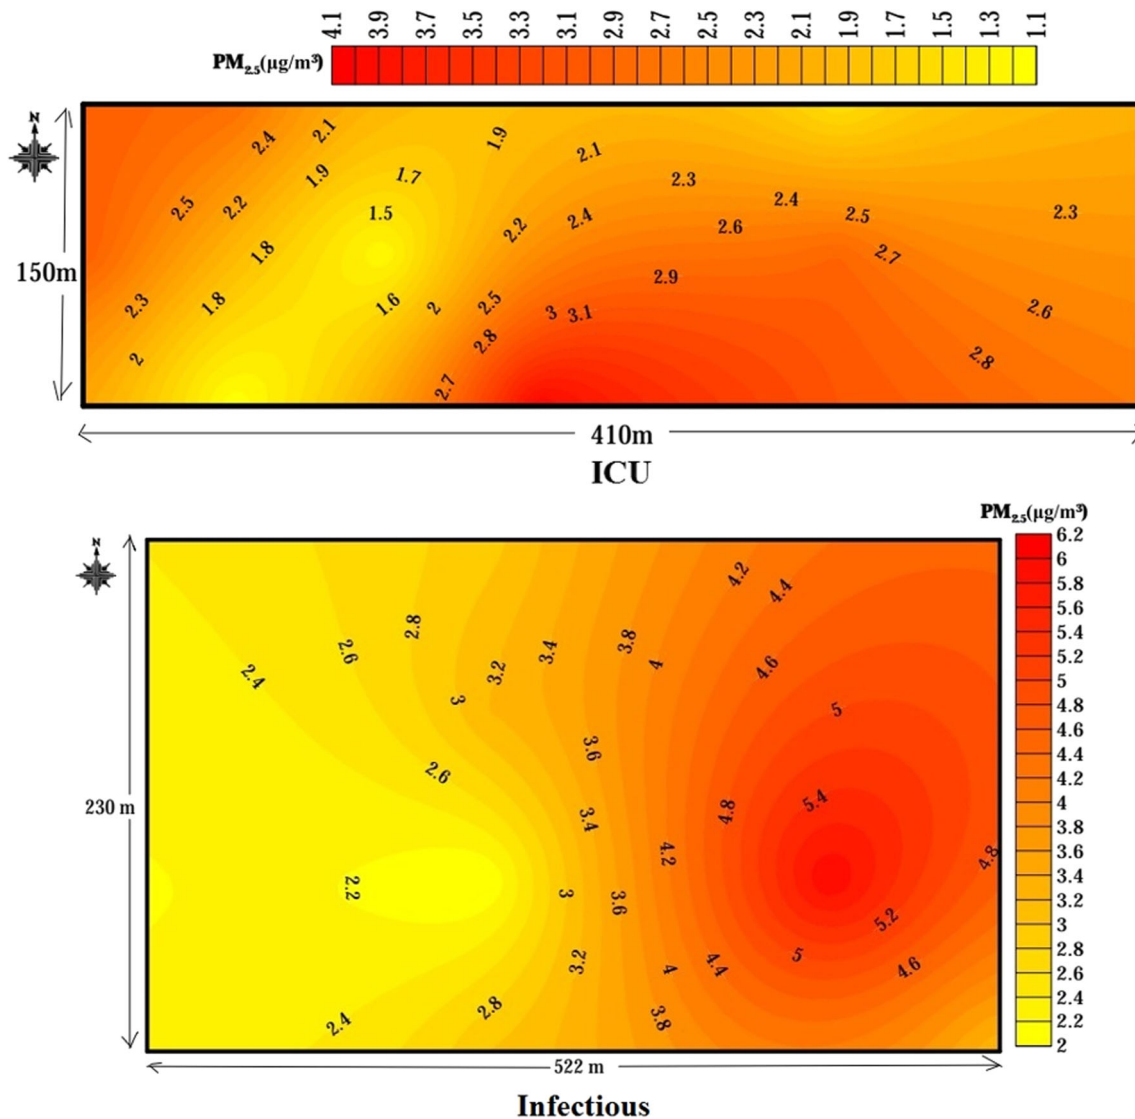 4.1 3.9 3.7 3.5 3.3 3.1 2.9 2.7 2.5 2.3 2.1 1.9 1.7 1.5 1.3 1.1
PM2.5(μg/m³)
N
2.4 2.1 1.9 2.1
1.9 1.7 2.3
2.5 2.2 1.5 2.4 2.5 2.3
2.2 2.4 2.6
1.8 2.7
150m 2.9
2.3 1.8 1.6 2 2.5 3 3.1 2.6
2 2.8 2.8
2.7
410m
ICU
PM2.5(μg/m³)
N
6.2
6
5.8
5.6
5.4
5.2
5
4.8
4.6
4.4
4.2
4
3.8
3.6
3.4
3.2
3
2.8
2.6
2.4
2.2
2
4.2 4.4
2.8 3.8
2.6 3.4 4 4.6
2.4 3.2
3 5
3.6
2.6
230 m 3.4 4.8 5.4
4.2 4.8
2.2 3 3.6
5.2
3.2 4 4.4 5 4.6
2.4 2.8 3.8
522 m
Infectious